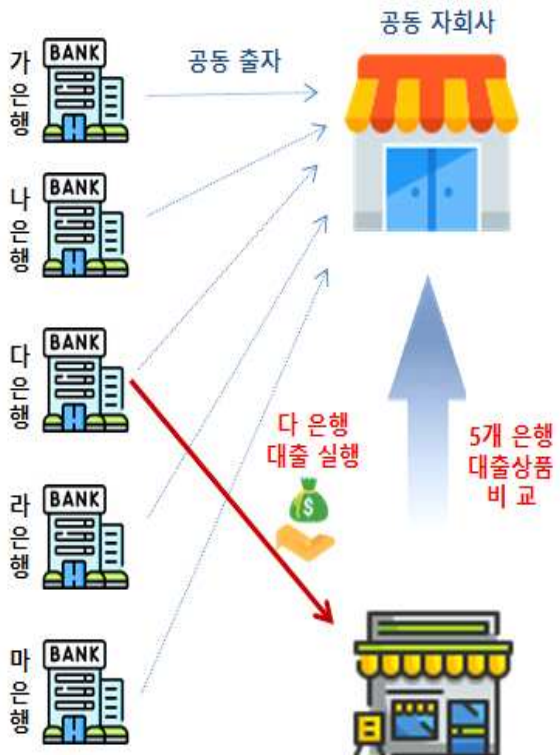 공동 자회사
공동 출자
가은행
BANK
나은행
BANK
다은행
BANK
다 은행
대출 실행
$
5개 은행
대출상품
비 교
라은행
BANK
마은행
BANK